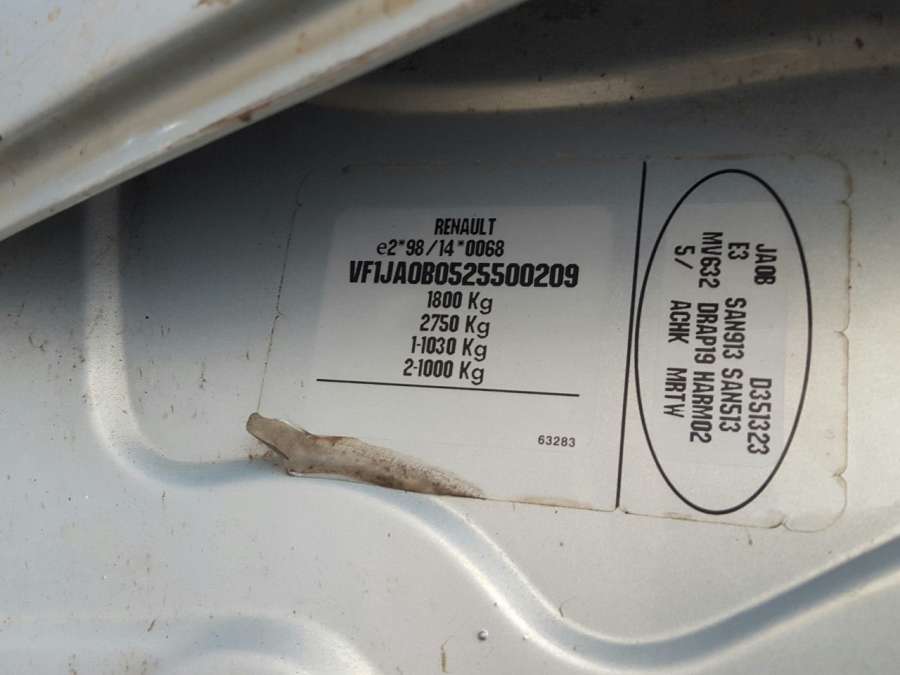 RENAULT
e2*98/14*0068
VF1JA0B0525500209
1800 Kg
2750 Kg
1-1030 Kg
2-1000 Kg
63283
JA0B D351323
E3 SAN913 SAN513
MV632 DRAP19 HARM02
5/ ACHK MRTW